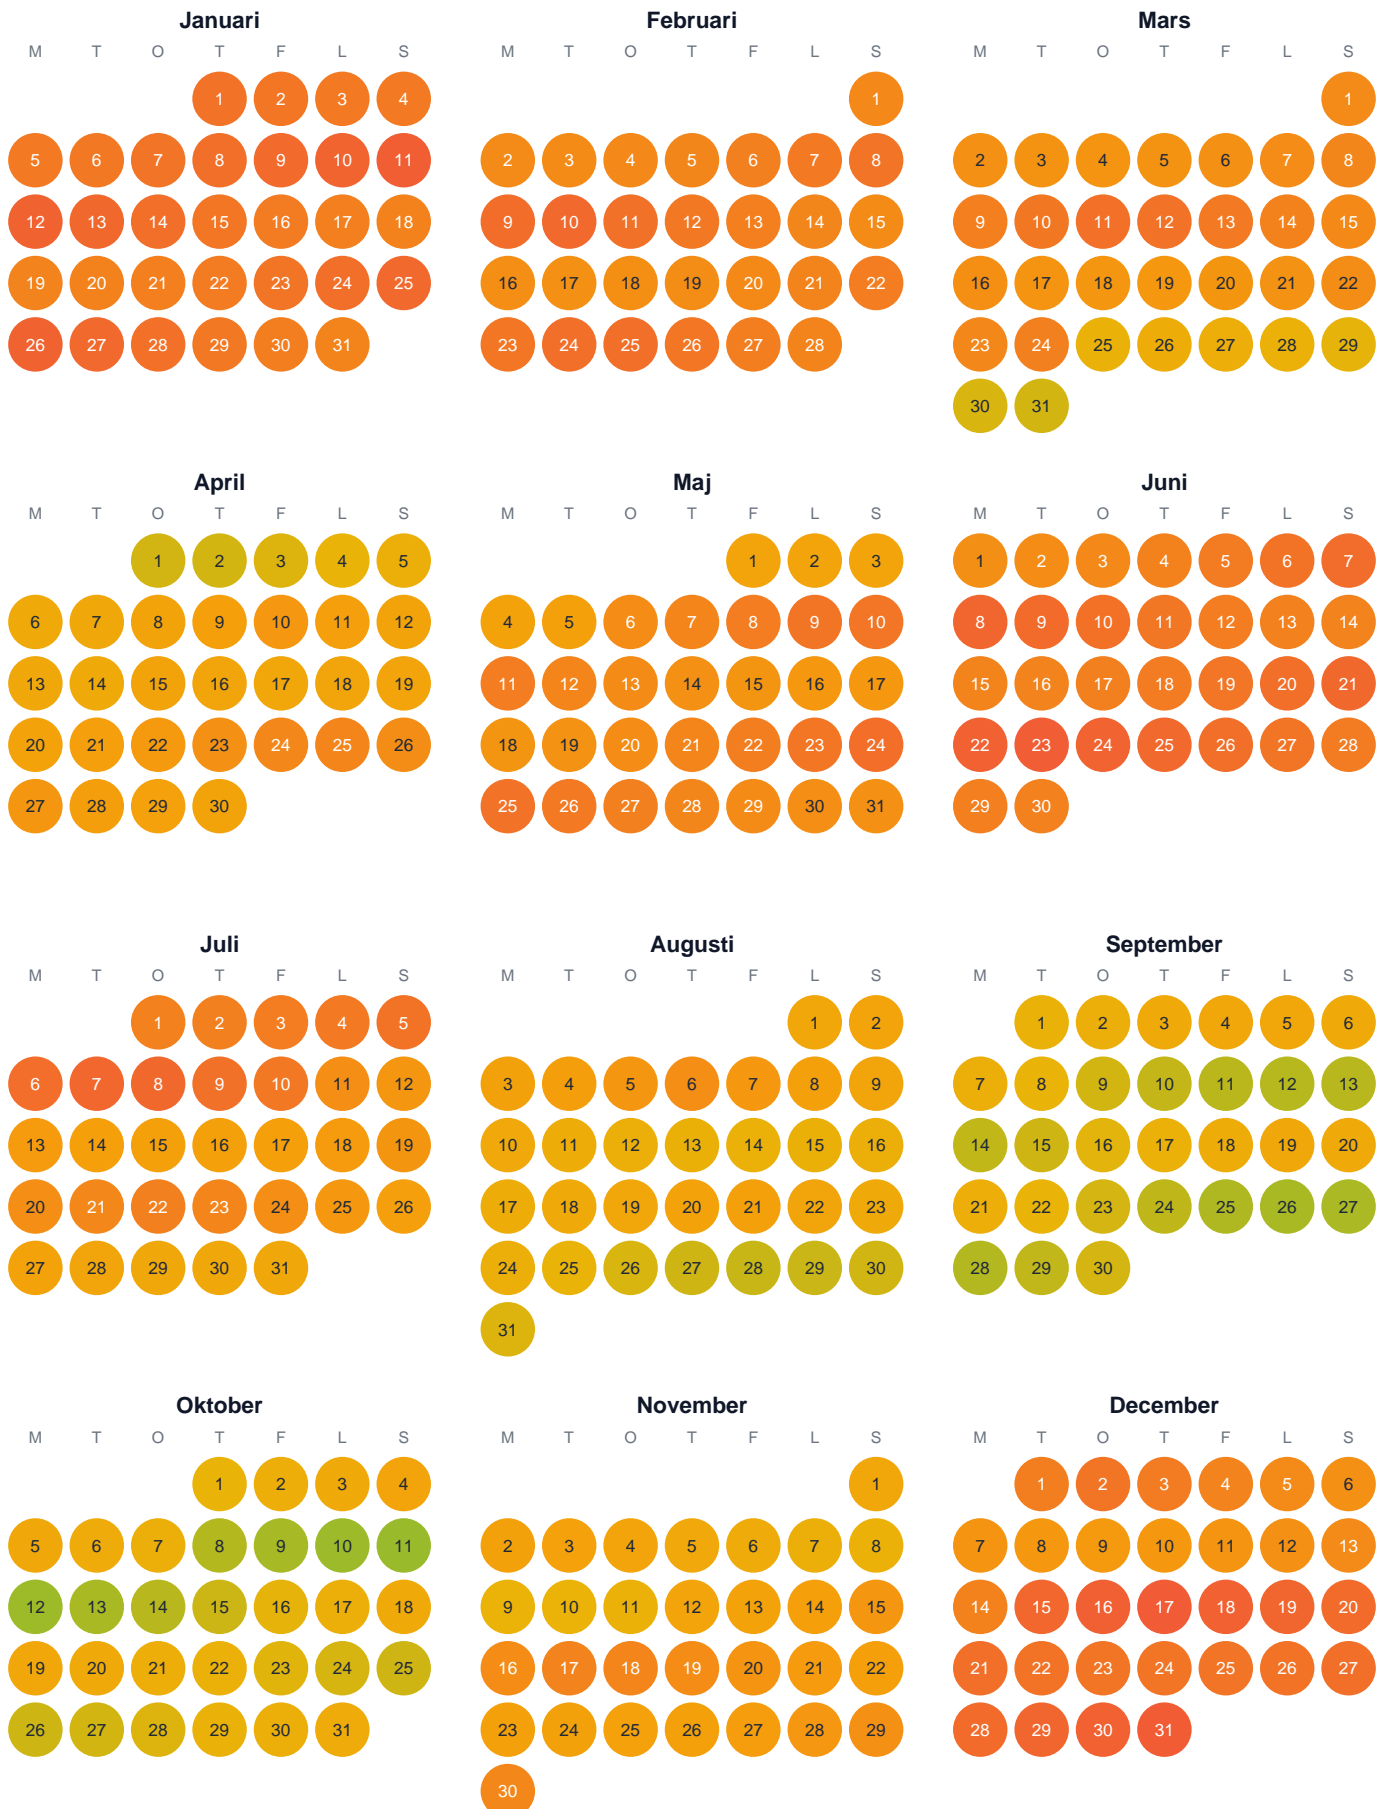 Januari
M T O T F L S
1 2 3 4
5 6 7 8 9 10 11
12 13 14 15 16 17 18
19 20 21 22 23 24 25
26 27 28 29 30 31
Februari
M T O T F L S
1
2 3 4 5 6 7 8
9 10 11 12 13 14 15
16 17 18 19 20 21 22
23 24 25 26 27 28
Mars
M T O T F L S
1
2 3 4 5 6 7 8
9 10 11 12 13 14 15
16 17 18 19 20 21 22
23 24 25 26 27 28 29
30 31
April
M T O T F L S
1 2 3 4 5
6 7 8 9 10 11 12
13 14 15 16 17 18 19
20 21 22 23 24 25 26
27 28 29 30
Maj
M T O T F L S
1 2 3
4 5 6 7 8 9 10
11 12 13 14 15 16 17
18 19 20 21 22 23 24
25 26 27 28 29 30 31
Juni
M T O T F L S
1 2 3 4 5 6 7
8 9 10 11 12 13 14
15 16 17 18 19 20 21
22 23 24 25 26 27 28
29 30
Juli
M T O T F L S
1 2 3 4 5
6 7 8 9 10 11 12
13 14 15 16 17 18 19
20 21 22 23 24 25 26
27 28 29 30 31
Augusti
M T O T F L S
1 2
3 4 5 6 7 8 9
10 11 12 13 14 15 16
17 18 19 20 21 22 23
24 25 26 27 28 29 30
31
September
M T O T F L S
1 2 3 4 5 6
7 8 9 10 11 12 13
14 15 16 17 18 19 20
21 22 23 24 25 26 27
28 29 30
Oktober
M T O T F L S
1 2 3 4
5 6 7 8 9 10 11
12 13 14 15 16 17 18
19 20 21 22 23 24 25
26 27 28 29 30 31
November
M T O T F L S
1
2 3 4 5 6 7 8
9 10 11 12 13 14 15
16 17 18 19 20 21 22
23 24 25 26 27 28 29
30
December
M T O T F L S
1 2 3 4 5 6
7 8 9 10 11 12 13
14 15 16 17 18 19 20
21 22 23 24 25 26 27
28 29 30 31